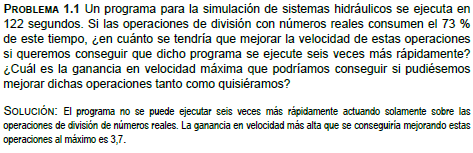 PROBLEMA 1.1 Un programa para la simulación de sistemas hidráulicos se ejecuta en
122 segundos. Si las operaciones de división con números reales consumen el 73 %
de este tiempo, ¿en cuánto se tendría que mejorar la velocidad de estas operaciones
si queremos conseguir que dicho programa se ejecute seis veces más rápidamente?
¿Cuál es la ganancia en velocidad máxima que podríamos conseguir si pudiésemos
mejorar dichas operaciones tanto como quisiéramos?
SOLUCIÓN: El programa no se puede ejecutar seis veces más rápidamente actuando solamente sobre las
operaciones de división de números reales. La ganancia en velocidad más alta que se conseguiría mejorando estas
operaciones al máximo es 3,7.